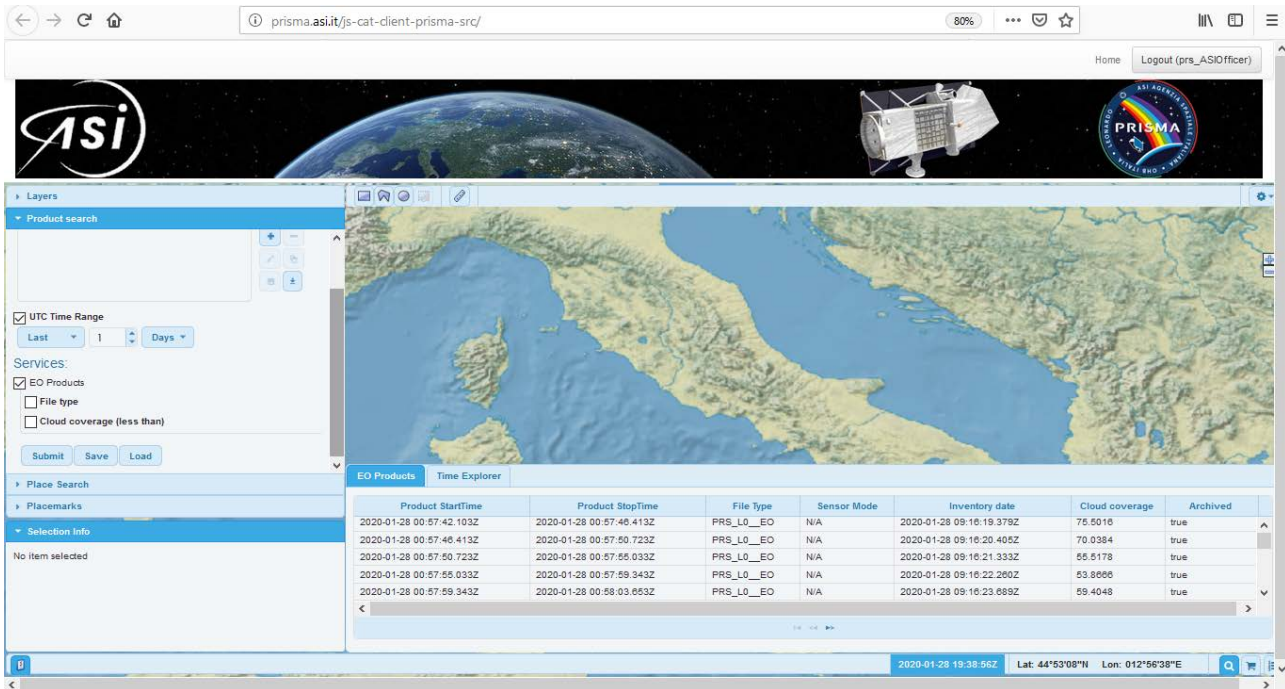 prisma.asi.it/js-cat-client-prisma-src/
80%
Home
Logout (prs_ASIOfficer)
asi
ASI AGENZIA SPAZIALE ITALIANA
PRISMA
LEONARDO
OHB ITALIA
Layers
Product search
UTC Time Range
Last 1 Days
Services:
EO Products
File type
Cloud coverage (less than)
Submit Save Load
Place Search
Placemarks
Selection Info
No item selected
EO Products Time Explorer
Product StartTime Product StopTime File Type Sensor Mode Inventory date Cloud coverage Archived
2020-01-28 00:57:42.103Z 2020-01-28 00:57:46.413Z PRS_L0__EO N/A 2020-01-28 09:16:19.379Z 75.5016 true
2020-01-28 00:57:46.413Z 2020-01-28 00:57:50.723Z PRS_L0__EO N/A 2020-01-28 09:16:20.405Z 70.0384 true
2020-01-28 00:57:50.723Z 2020-01-28 00:57:55.033Z PRS_L0__EO N/A 2020-01-28 09:16:21.333Z 55.5178 true
2020-01-28 00:57:55.033Z 2020-01-28 00:57:59.343Z PRS_L0__EO N/A 2020-01-28 09:16:22.260Z 53.8666 true
2020-01-28 00:57:59.343Z 2020-01-28 00:58:03.653Z PRS_L0__EO N/A 2020-01-28 09:16:23.689Z 59.4048 true
2020-01-28 19:38:56Z Lat: 44°53'08"N Lon: 012°56'38"E